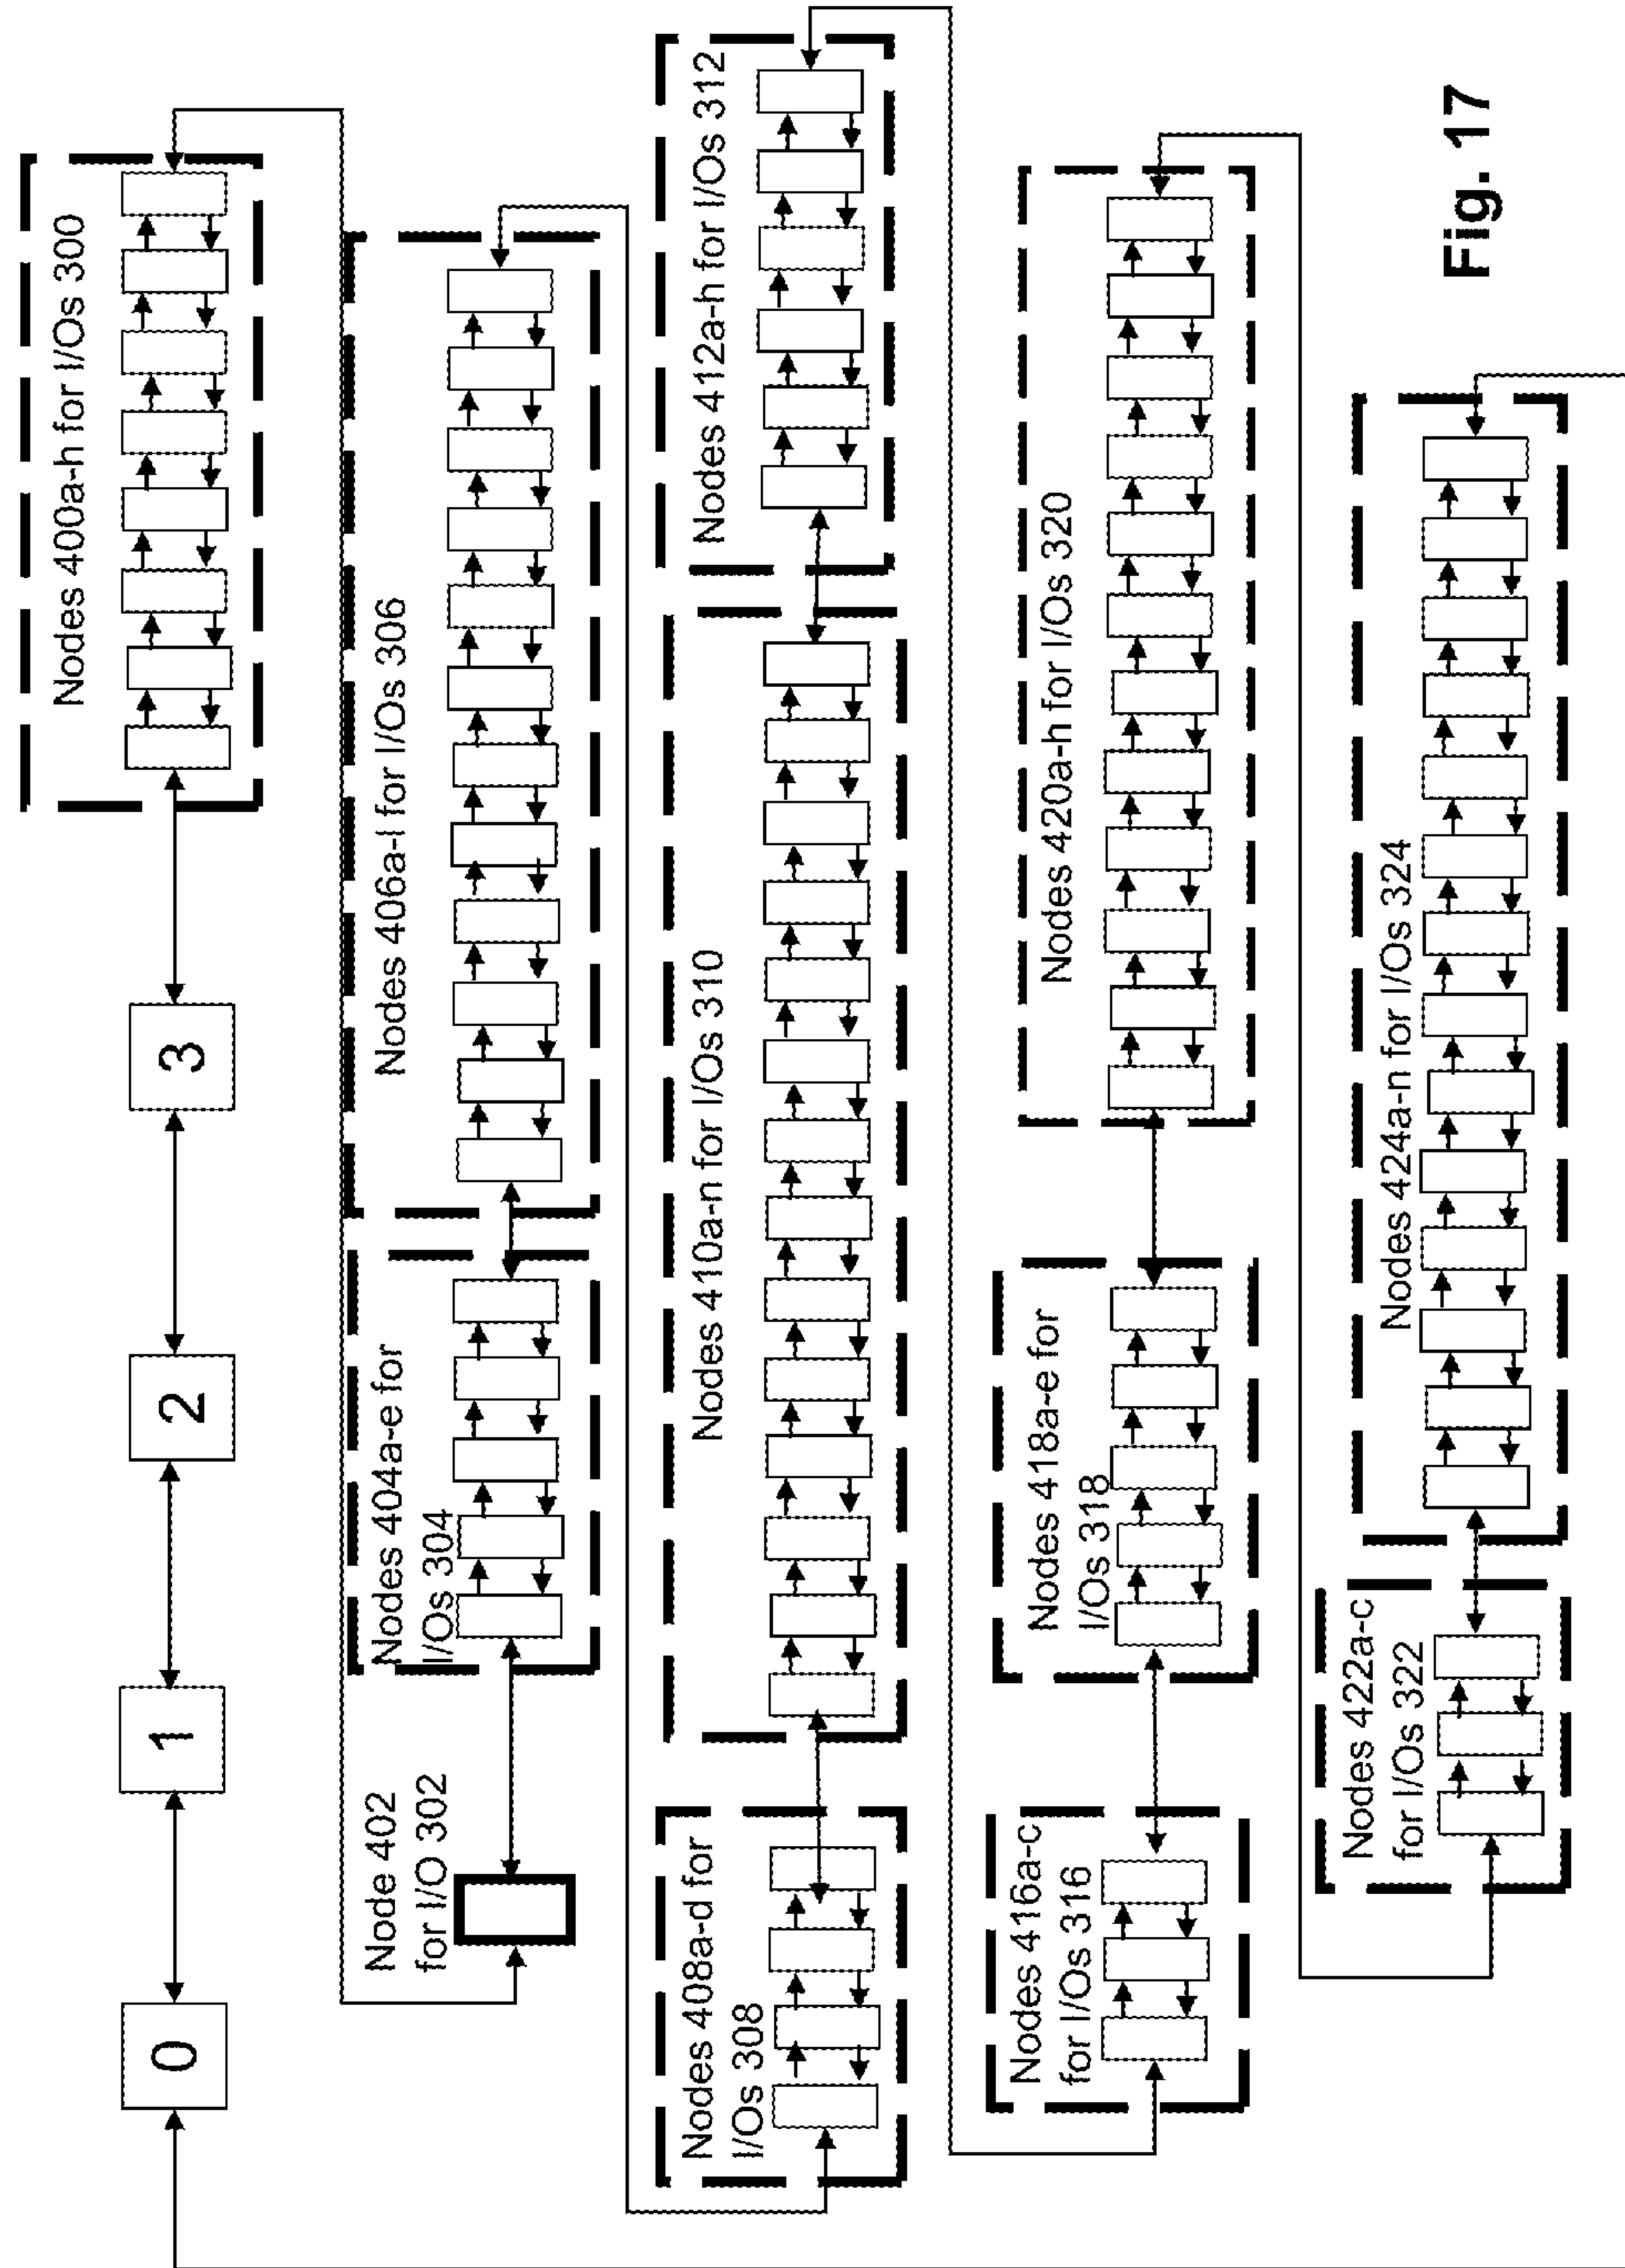 0
1
2
3
Nodes 400a-h for I/Os 300
Node 402
for I/O 302
Nodes 404a-e for
I/Os 304
Nodes 406a-l for I/Os 306
Nodes 408a-d for
I/Os 308
Nodes 410a-n for I/Os 310
Nodes 412a-h for I/Os 312
Nodes 416a-c
for I/Os 316
Nodes 418a-e for
I/Os 318
Nodes 420a-h for I/Os 320
Nodes 422a-c
for I/Os 322
Nodes 424a-n for I/Os 324
Fig. 17